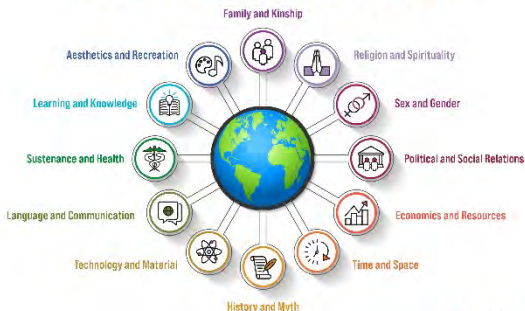 Family and Kinship
Aesthetics and Recreation
Religion and Spirituality
Learning and Knowledge
Sex and Gender
Sustenance and Health
Political and Social Relations
Language and Communication
Economics and Resources
Technology and Material
Time and Space
History and Myth